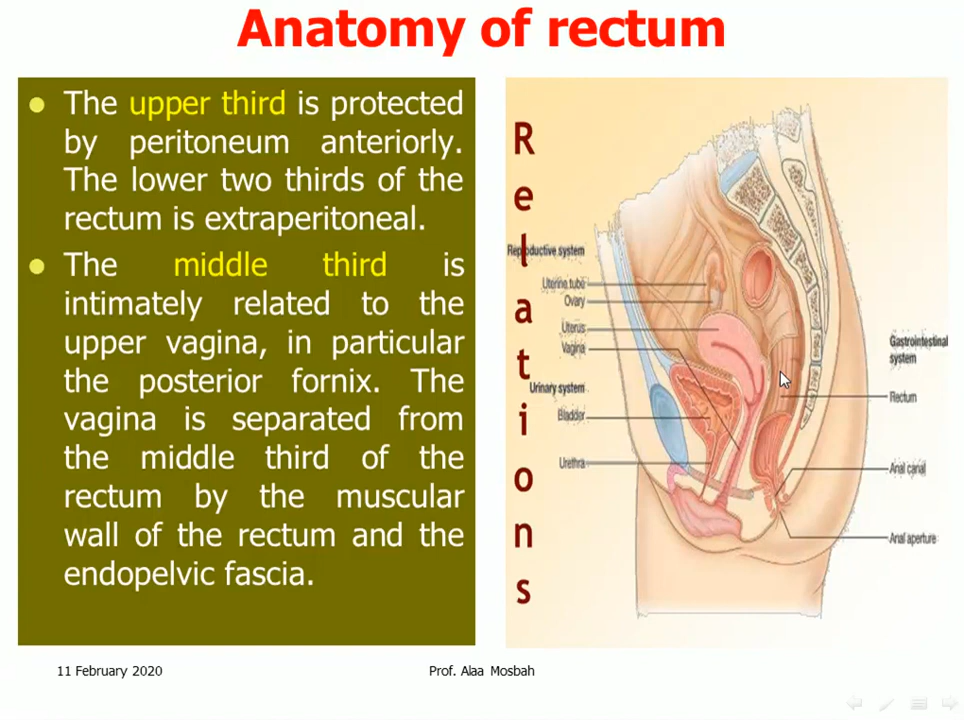 Anatomy of rectum
The upper third is protected
by peritoneum anteriorly.
The lower two thirds of the
rectum is extraperitoneal.
The middle third is
intimately related to the
upper vagina, in particular
the posterior fornix. The
vagina is separated from
the middle third of the
rectum by the muscular
wall of the rectum and the
endopelvic fascia.
Relations
Reproductive system
Uterine tube
Ovary
Uterus
Vagina
Urinary system
Bladder
Urethra
Gastrointestinal
system
Rectum
Anal canal
Anal aperture
11 February 2020
Prof. Alaa Mosbah